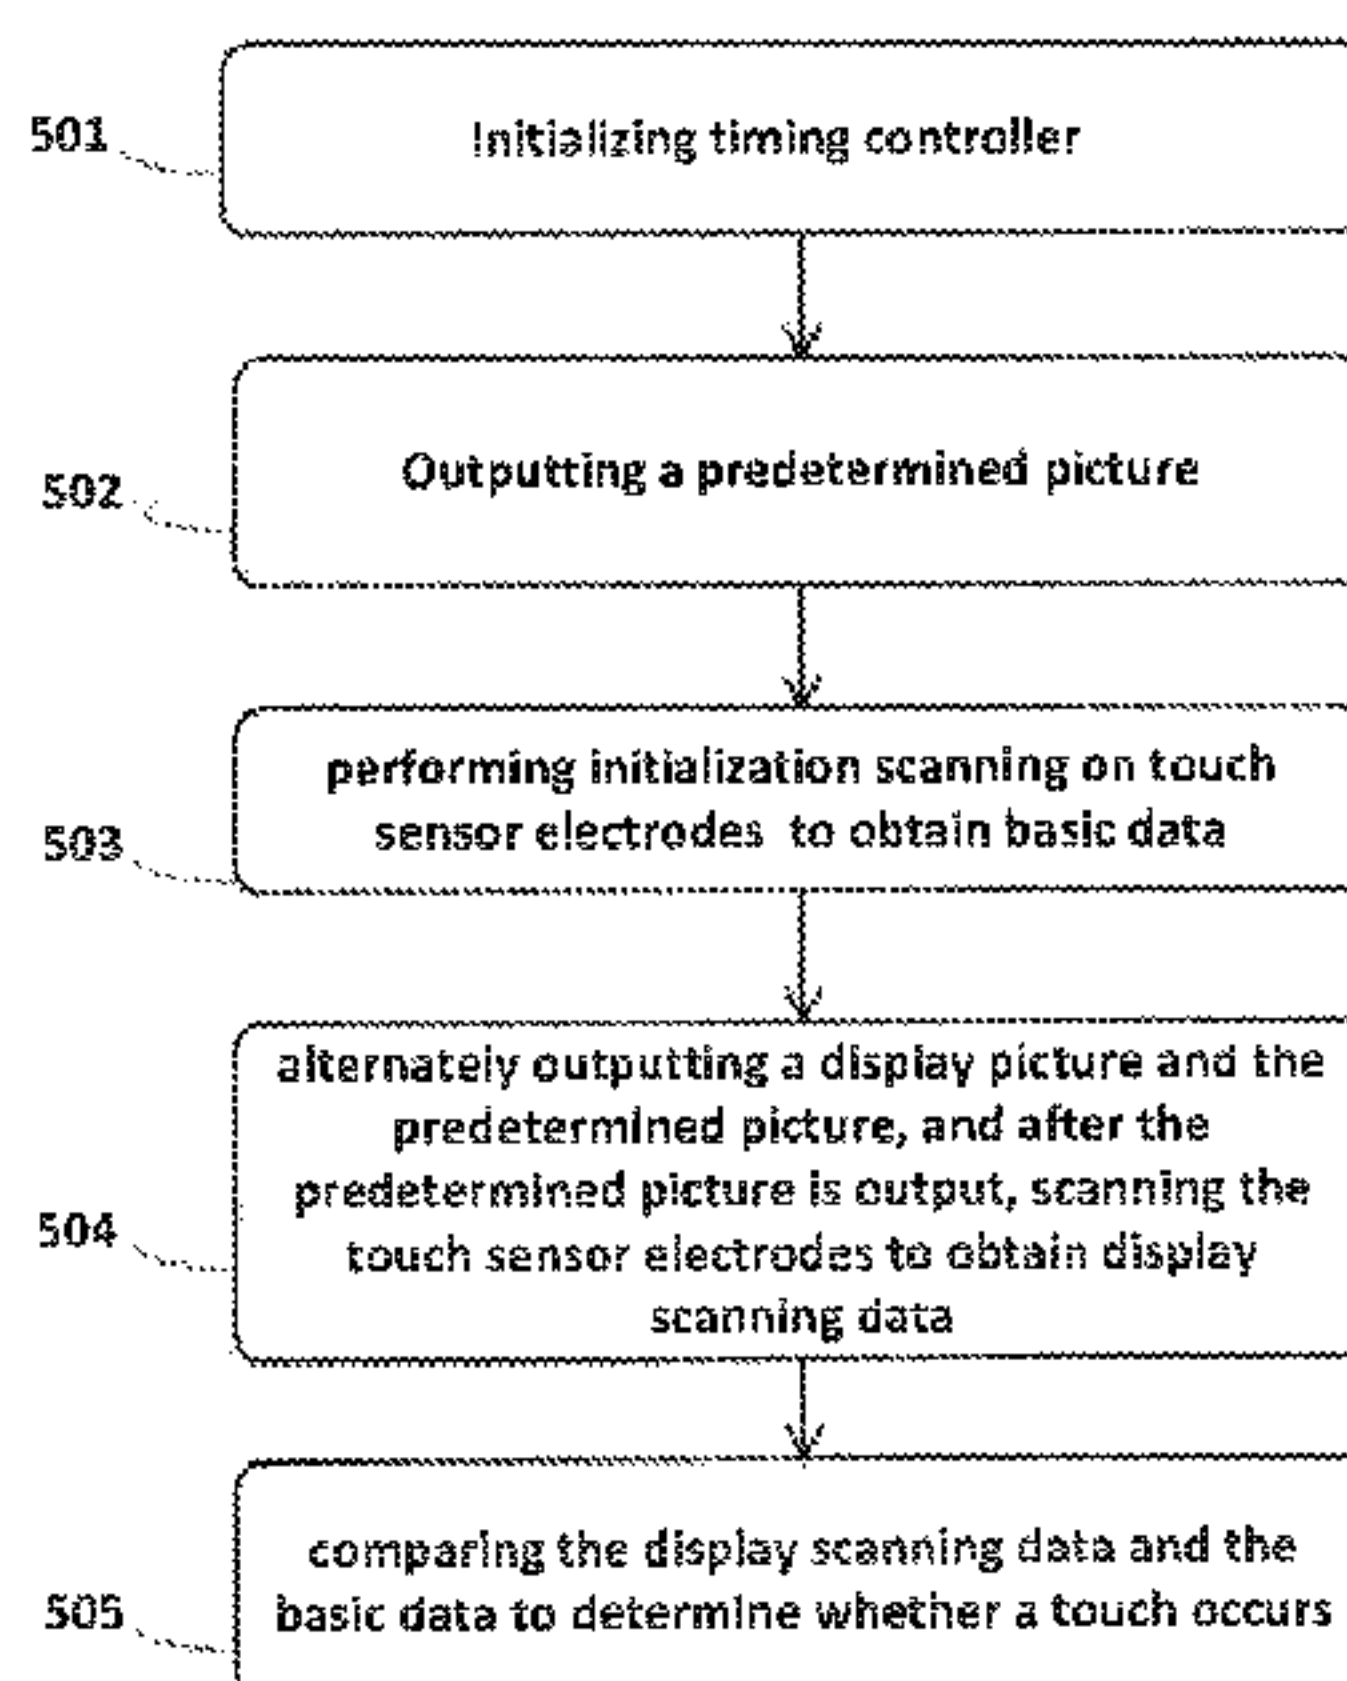 501
Initializing timing controller
502
Outputting a predetermined picture
503
performing initialization scanning on touch
sensor electrodes to obtain basic data
504
alternately outputting a display picture and the
predetermined picture, and after the
predetermined picture is output, scanning the
touch sensor electrodes to obtain display
scanning data
505
comparing the display scanning data and the
basic data to determine whether a touch occurs